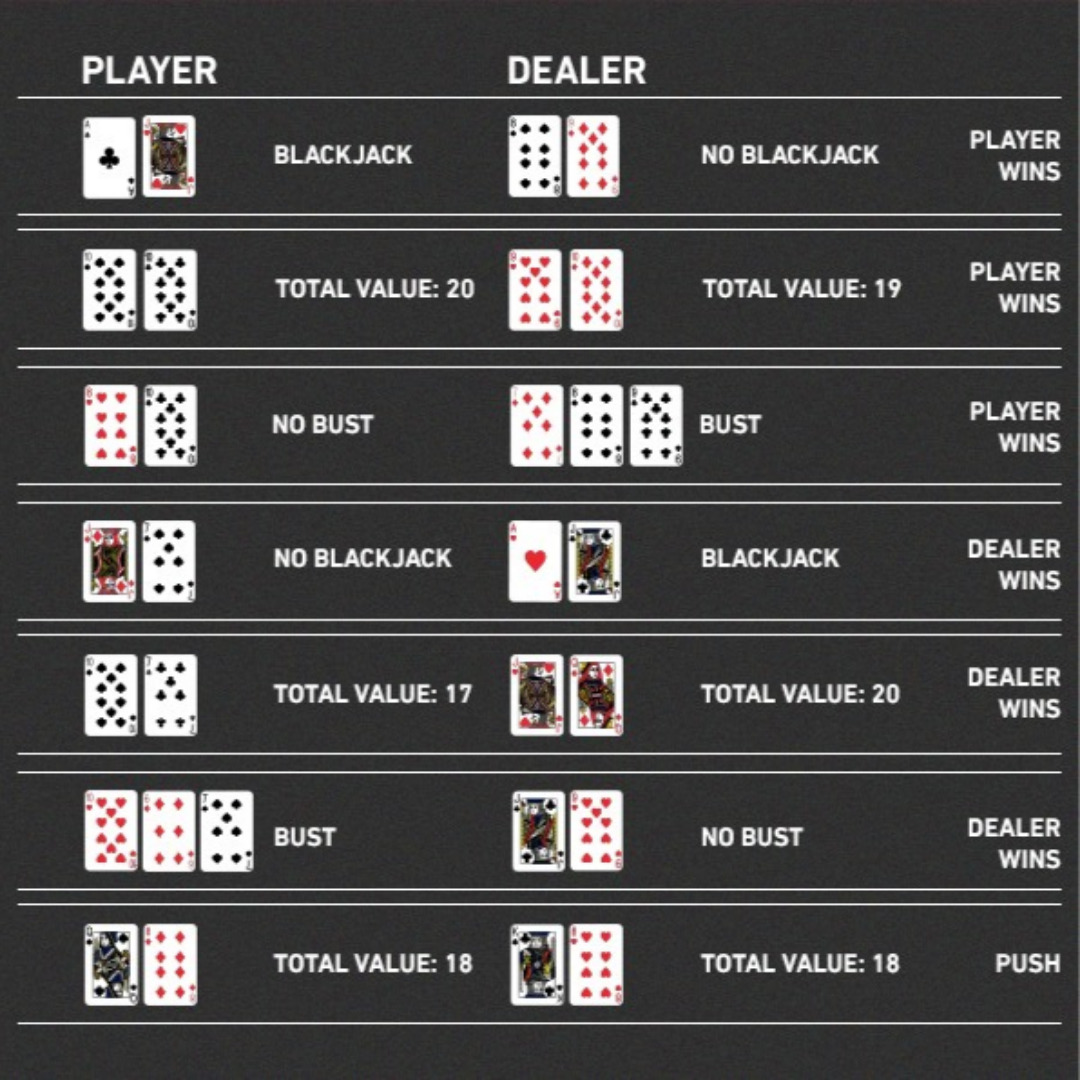 PLAYER DEALER
BLACKJACK NO BLACKJACK PLAYER
WINS
TOTAL VALUE: 20 TOTAL VALUE: 19 PLAYER
WINS
NO BUST BUST PLAYER
WINS
NO BLACKJACK BLACKJACK DEALER
WINS
TOTAL VALUE: 17 TOTAL VALUE: 20 DEALER
WINS
BUST NO BUST DEALER
WINS
TOTAL VALUE: 18 TOTAL VALUE: 18 PUSH